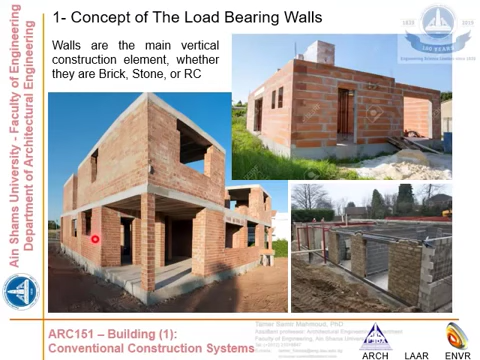 1- Concept of The Load Bearing Walls
Walls are the main vertical
construction element, whether
they are Brick, Stone, or RC
Ain Shams University - Faculty of Engineering
Department of Architectural Engineering
ARC151 – Building (1):
Conventional Construction Systems
Tamer Samir Mahmoud, PhD
ARCH
LAAR
ENVR